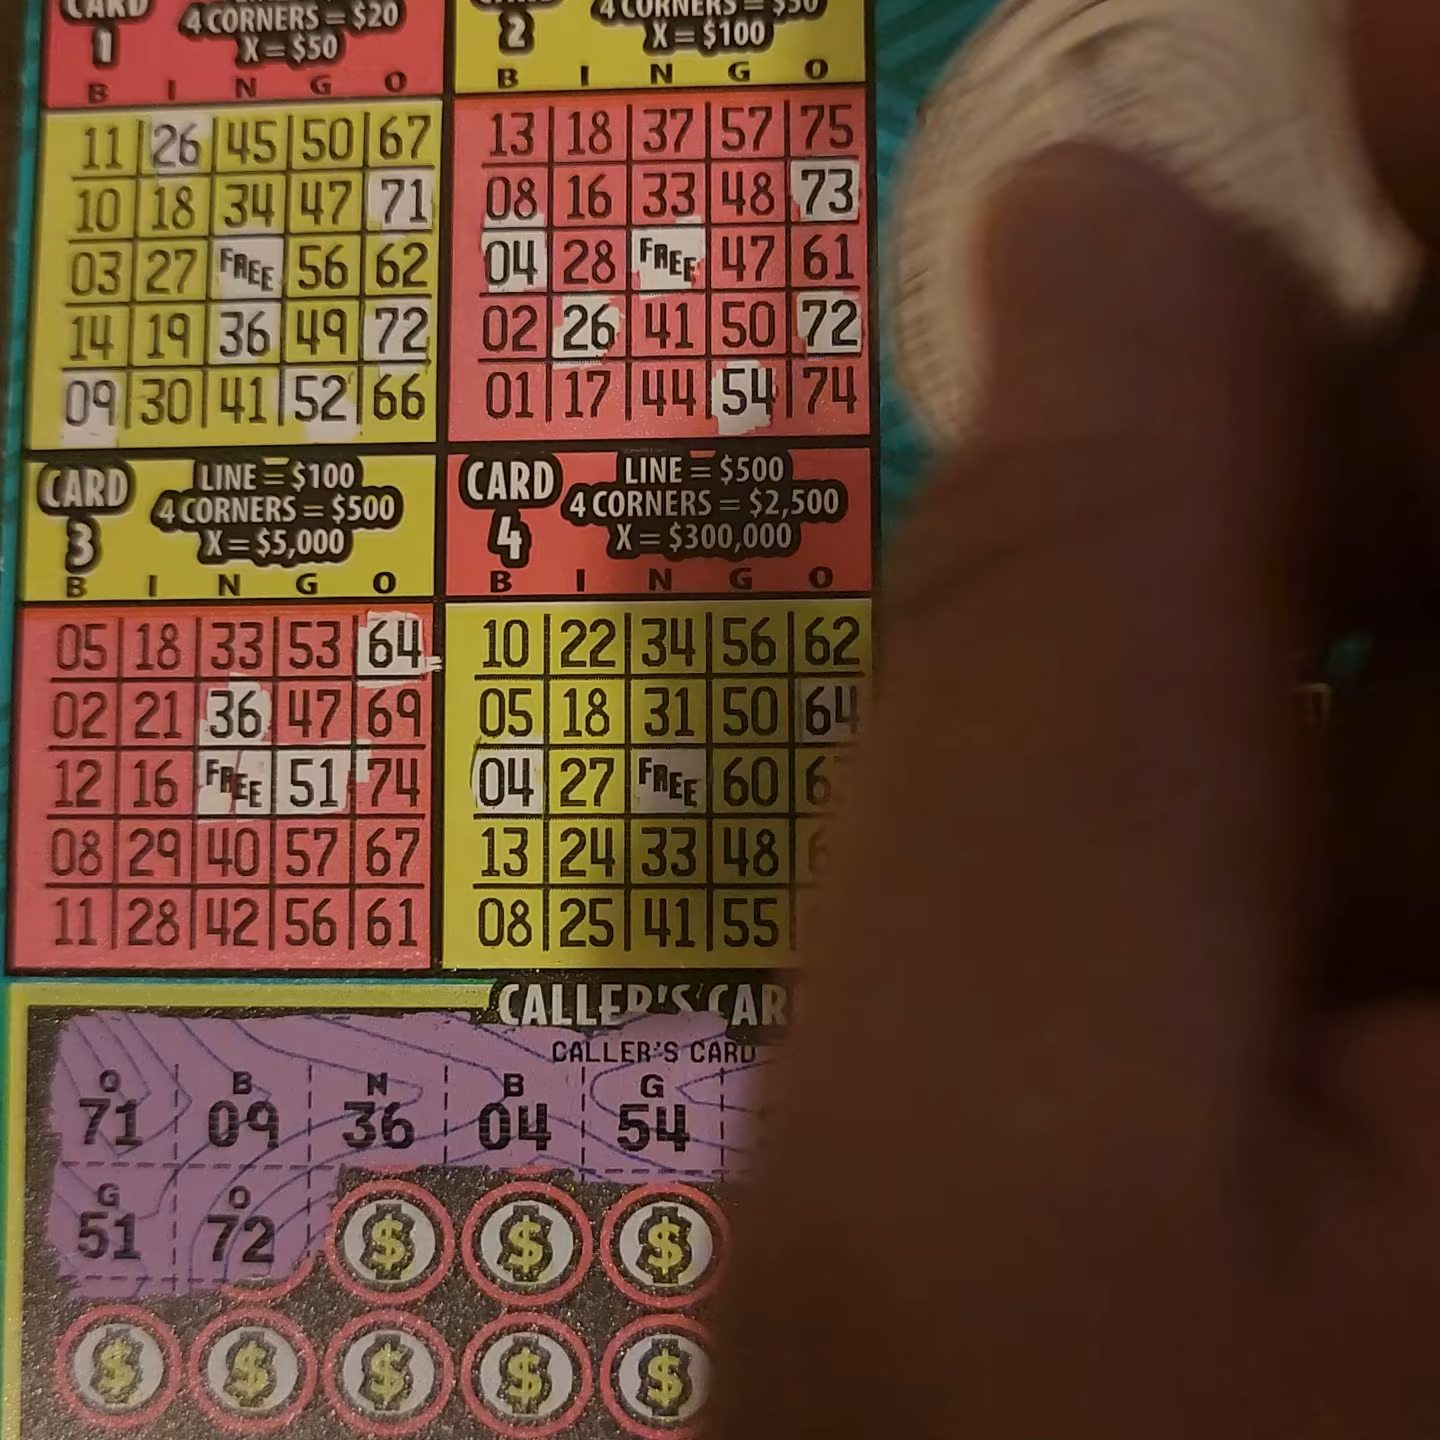 CARD 1
4 CORNERS = $20
X = $50
B I N G O
11 26 45 50 67
10 18 34 47 71
03 27 FREE 56 62
14 19 36 49 72
09 30 41 52 66
2
4 CORNERS = $50
X = $100
B I N G O
13 18 37 57 75
08 16 33 48 73
04 28 FREE 47 61
02 26 41 50 72
01 17 44 54 74
CARD 3
LINE = $100
4 CORNERS = $500
X = $5,000
B I N G O
05 18 33 53 64
02 21 36 47 69
12 16 FREE 51 74
08 29 40 57 67
11 28 42 56 61
CARD 4
LINE = $500
4 CORNERS = $2,500
X = $300,000
B I N G O
10 22 34 56 62
05 18 31 50 64
04 27 FREE 60
13 24 33 48
08 25 41 55
CALLER'S CAR
CALLER'S CARD
O B N B G
71 09 36 04 54
G O
51 72
$ $ $
$ $ $ $ $